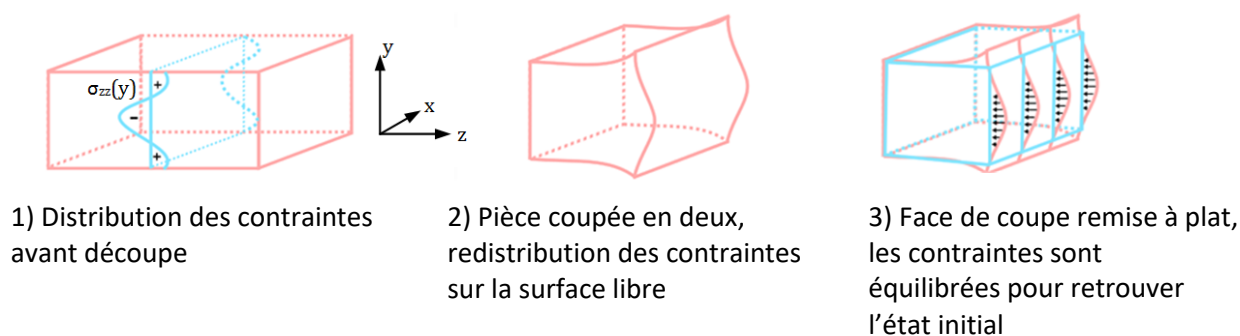 σzz(y)
+
-
+
y
x
z
1) Distribution des contraintes
avant découpe
2) Pièce coupée en deux,
redistribution des contraintes
sur la surface libre
3) Face de coupe remise à plat,
les contraintes sont
équilibrées pour retrouver
l’état initial